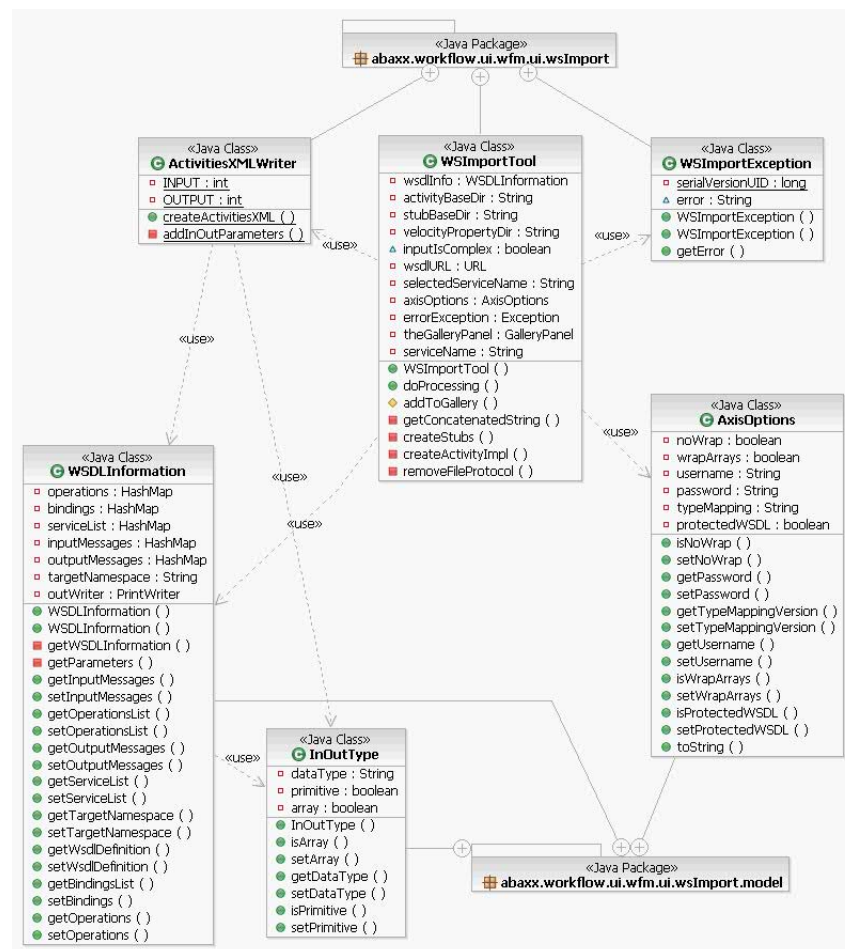 «Java Package»
abaxx.workflow.ui.wfm.ui.wsImport
«Java Class»
ActivitiesXMLWriter
INPUT : int
OUTPUT : int
createActivitiesXML ( )
addInOutParameters ( )
«Java Class»
WSImportTool
wsdlInfo : WSDLInformation
activityBaseDir : String
stubBaseDir : String
velocityPropertyDir : String
inputIsComplex : boolean
wsdlURL : URL
selectedServiceName : String
axisOptions : AxisOptions
errorException : Exception
theGalleryPanel : GalleryPanel
serviceName : String
WSImportTool ( )
doProcessing ( )
addToGallery ( )
getConcatenatedString ( )
createStubs ( )
createActivityImpl ( )
removeFileProtocol ( )
«Java Class»
WSImportException
serialVersionUID : long
error : String
WSImportException ( )
WSImportException ( )
getError ( )
«use»
«use»
«use»
«use»
«use»
«use»
«use»
«Java Class»
AxisOptions
noWrap : boolean
wrapArrays : boolean
username : String
password : String
typeMapping : String
protectedWSDL : boolean
isNoWrap ( )
setNoWrap ( )
getPassword ( )
setPassword ( )
getTypeMappingVersion ( )
setTypeMappingVersion ( )
getUsername ( )
setUsername ( )
isWrapArrays ( )
setWrapArrays ( )
isProtectedWSDL ( )
setProtectedWSDL ( )
toString ( )
«Java Class»
WSDLInformation
operations : HashMap
bindings : HashMap
serviceList : HashMap
inputMessages : HashMap
outputMessages : HashMap
targetNamespace : String
outWriter : PrintWriter
WSDLInformation ( )
WSDLInformation ( )
getWSDLInformation ( )
getParameters ( )
getInputMessages ( )
setInputMessages ( )
getOperationsList ( )
setOperationsList ( )
getOutputMessages ( )
setOutputMessages ( )
getServiceList ( )
setServiceList ( )
getTargetNamespace ( )
setTargetNamespace ( )
getWsdlDefinition ( )
setWsdlDefinition ( )
getBindingsList ( )
setBindings ( )
getOperations ( )
setOperations ( )
«Java Class»
InOutType
dataType : String
primitive : boolean
array : boolean
InOutType ( )
isArray ( )
setArray ( )
getDataType ( )
setDataType ( )
isPrimitive ( )
setPrimitive ( )
«Java Package»
abaxx.workflow.ui.wfm.ui.wsImport.model